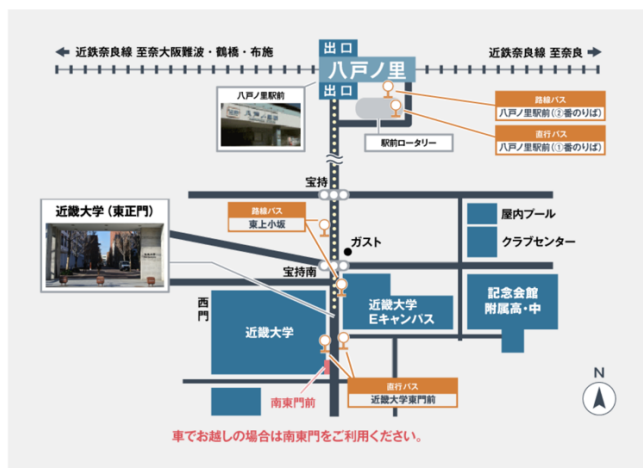 近鉄奈良線 至奈大阪難波・鶴橋・布施
出口
近鉄奈良線 至奈良
八戸ノ里
出口
八戸ノ里駅前
路線バス
八戸ノ里駅前(②番のりば)
直行バス
八戸ノ里駅前(①番のりば)
駅前ロータリー
宝持
近畿大学(東正門)
路線バス
東上小阪
屋内プール
クラブセンター
ガスト
宝持南
西門
近畿大学
近畿大学
Eキャンパス
記念会館
附属高・中
直行バス
近畿大学東門前
南東門前
N
車でお越しの場合は南東門をご利用ください。